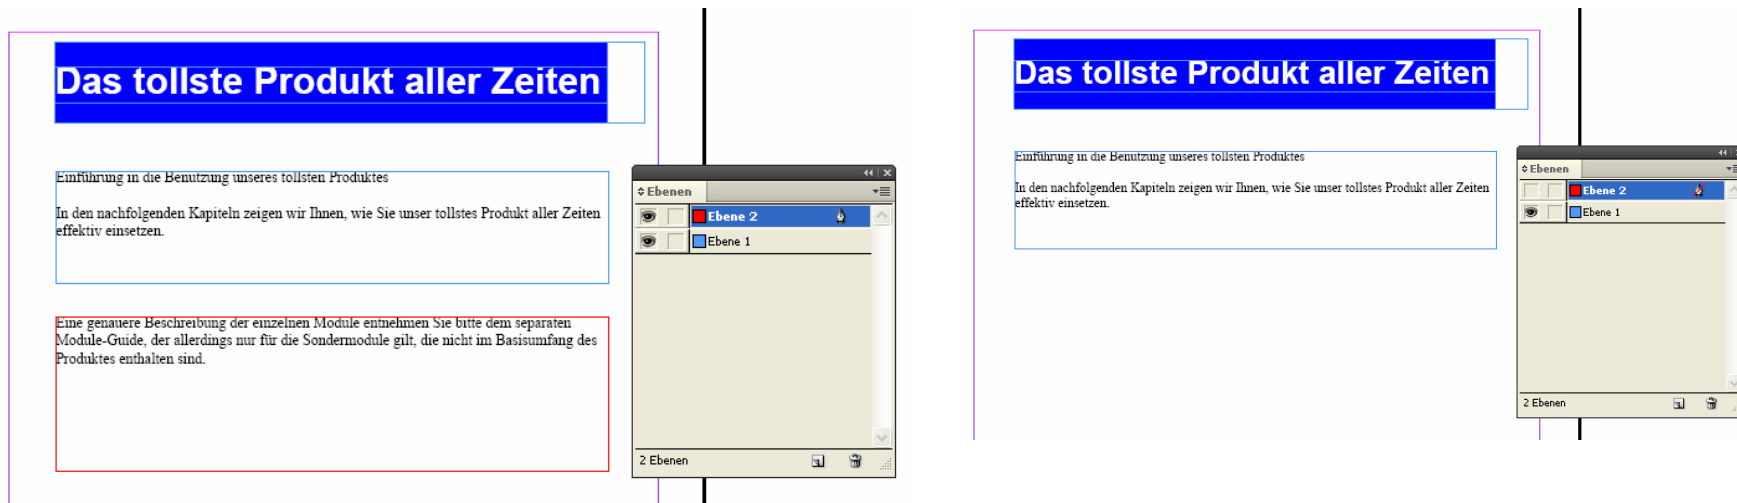 Das tollste Produkt aller Zeiten
Einführung in die Benutzung unseres tollsten Produktes
In den nachfolgenden Kapiteln zeigen wir Ihnen, wie Sie unser tollstes Produkt aller Zeiten
effektiv einsetzen.
Eine genauere Beschreibung der einzelnen Module entnehmen Sie bitte dem separaten
Module-Guide, der allerdings nur für die Sondermodule gilt, die nicht im Basisumfang des
Produktes enthalten sind.
Ebenen
Ebene 2
Ebene 1
2 Ebenen
Das tollste Produkt aller Zeiten
Einführung in die Benutzung unseres tollsten Produktes
In den nachfolgenden Kapiteln zeigen wir Ihnen, wie Sie unser tollstes Produkt aller Zeiten
effektiv einsetzen.
Ebenen
Ebene 2
Ebene 1
2 Ebenen